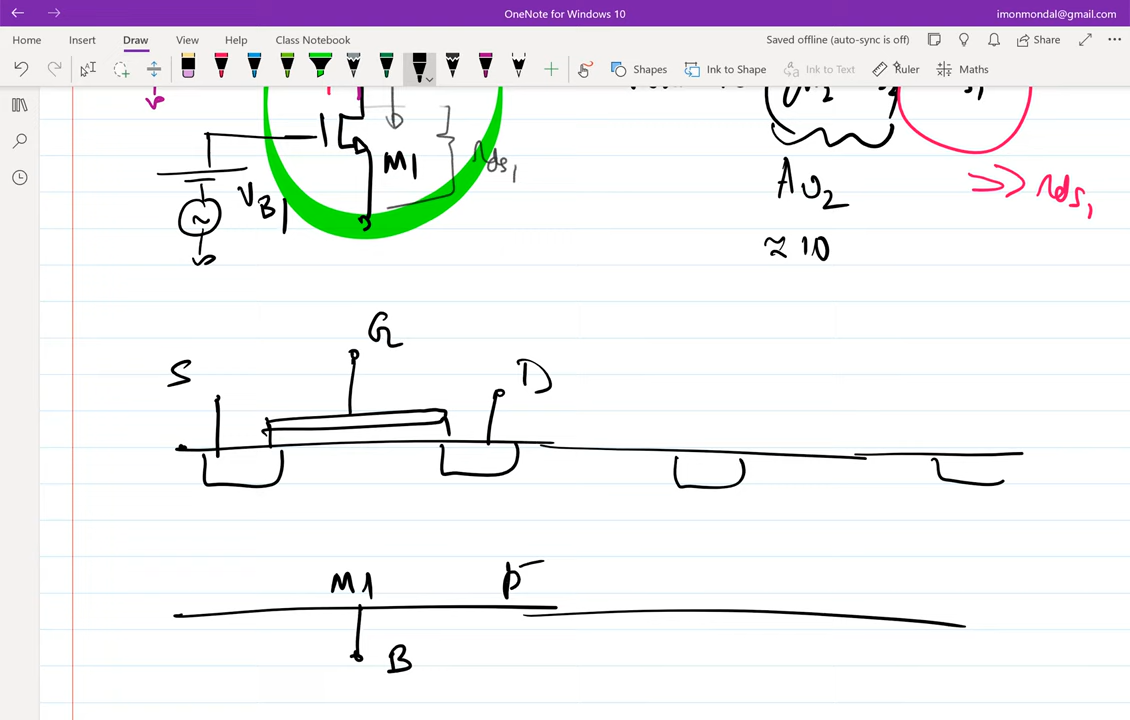 OneNote for Windows 10
imonmondal@gmail.com
Home Insert Draw View Help Class Notebook
Saved offline (auto-sync is off) Share
Shapes Ink to Shape Ink to Text Ruler Maths
M1
rds1
VB1
Av2
≈ 10
>> rds1
G
S
D
M1
p-
B